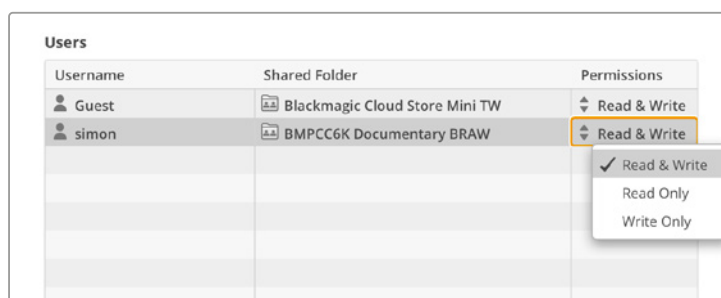 Users
Username Shared Folder Permissions
Guest Blackmagic Cloud Store Mini TW Read & Write
simon BMPCC6K Documentary BRAW Read & Write
Read & Write
Read Only
Write Only